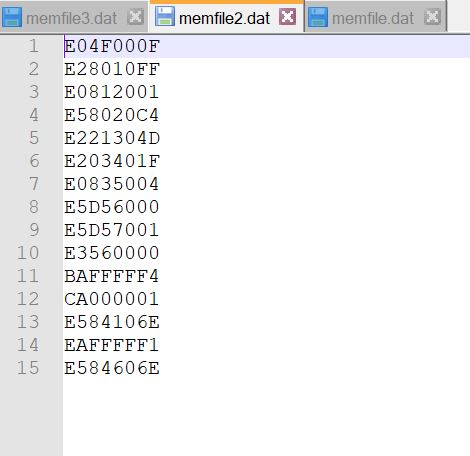 memfile3.dat memfile2.dat memfile.dat
1 E04F000F
2 E28010FF
3 E0812001
4 E58020C4
5 E221304D
6 E203401F
7 E0835004
8 E5D56000
9 E5D57001
10 E3560000
11 BAFFFFF4
12 CA000001
13 E584106E
14 EAFFFFF1
15 E584606E